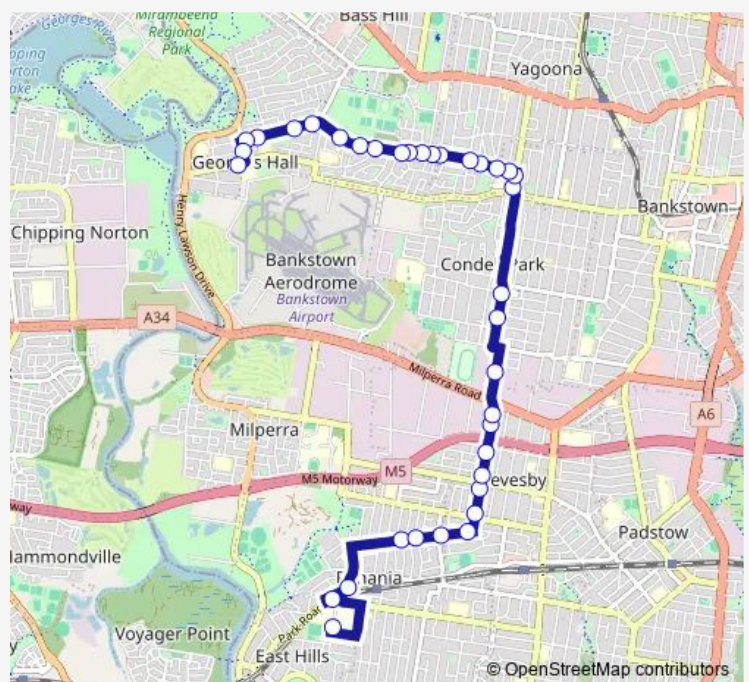 Georges River
Mirambeena
Regional
Park
Bass Hill
Yagoona
Bankstown
Chipping Norton
Henry Lawson Drive
Bankstown
Aerodrome
Bankstown
Airport
A34
Milperra Road
A6
Milperra
M5
M5 Motorway
Padstow
Park Road
Voyager Point
East Hills
© OpenStreetMap contributors